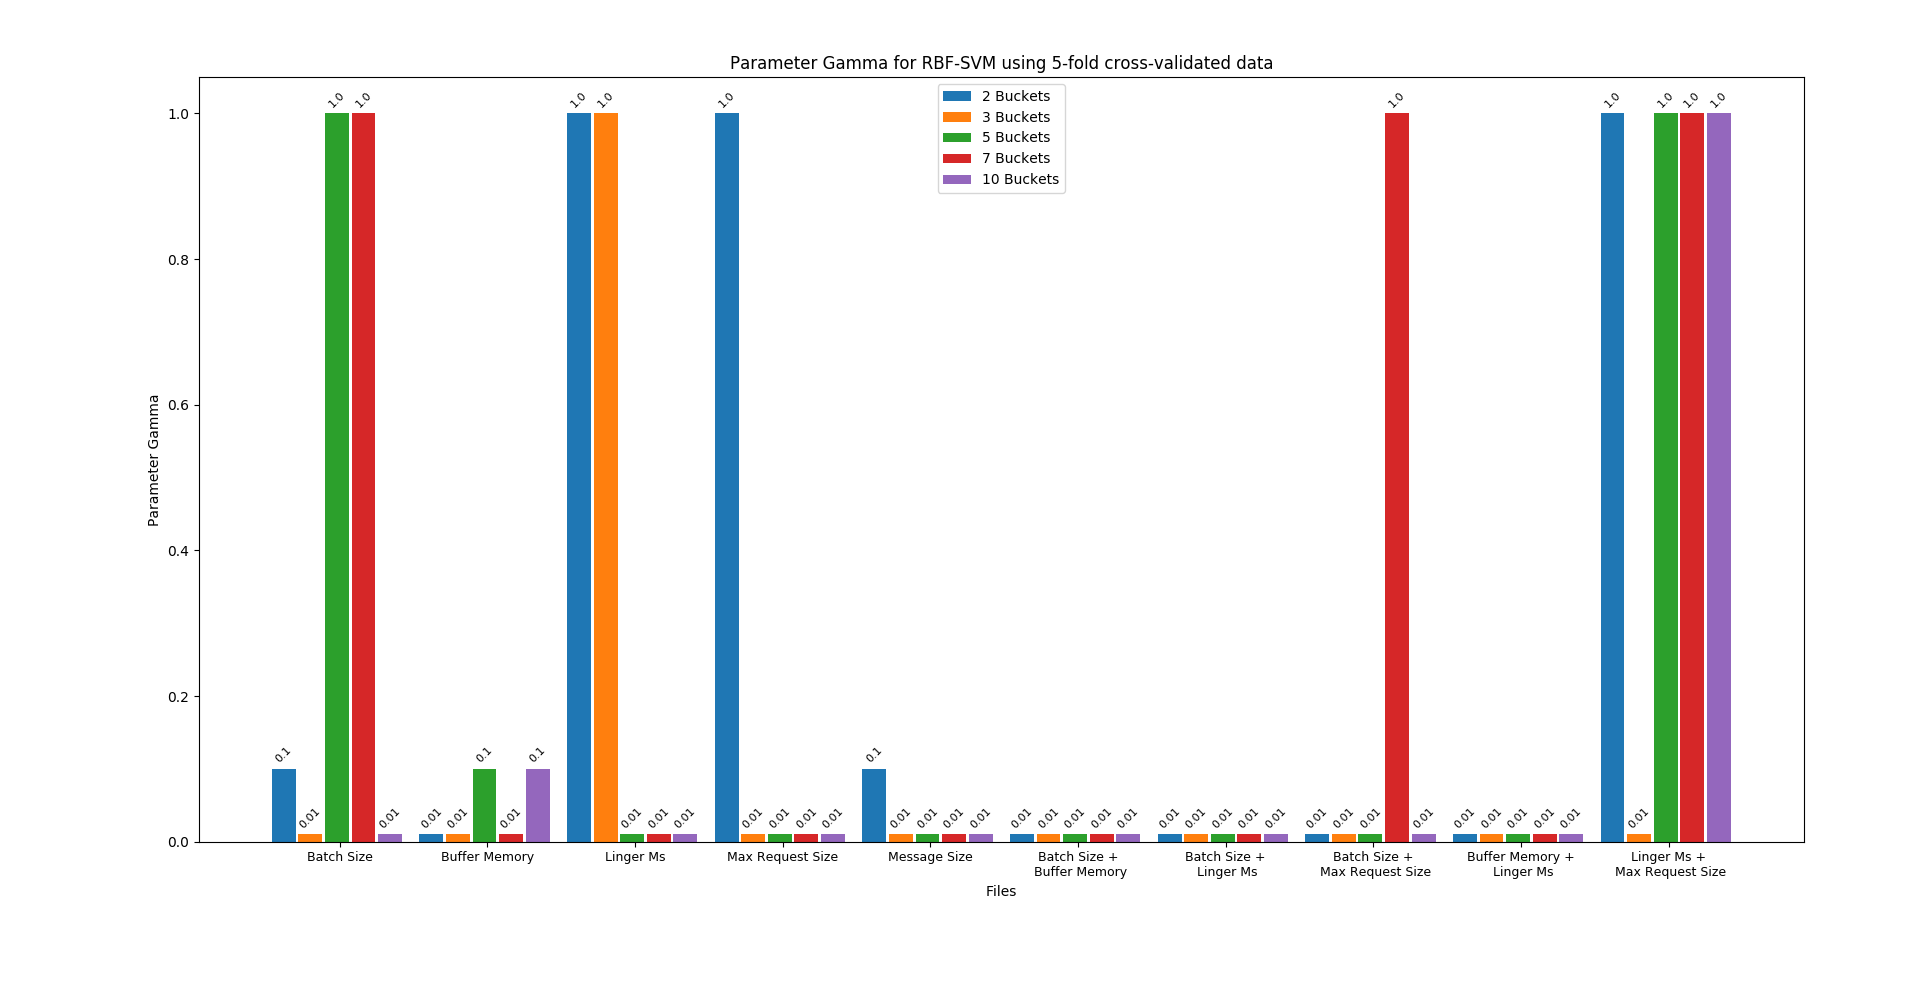 Parameter Gamma for RBF-SVM using 5-fold cross-validated data
2 Buckets
3 Buckets
5 Buckets
7 Buckets
10 Buckets
Parameter Gamma
1.0
0.8
0.6
0.4
0.2
0.0
0.1 0.01 1.0 1.0 0.01
0.01 0.01 0.1 0.01 0.1
1.0 1.0 0.01 0.01 0.01
1.0 0.01 0.01 0.01 0.01
0.1 0.01 0.01 0.01 0.01
0.01 0.01 0.01 0.01 0.01
0.01 0.01 0.01 0.01 0.01
0.01 0.01 0.01 1.0 0.01
0.01 0.01 0.01 0.01 0.01
1.0 0.01 1.0 1.0 1.0
Batch Size
Buffer Memory
Linger Ms
Max Request Size
Message Size
Batch Size +
Buffer Memory
Batch Size +
Linger Ms
Batch Size +
Max Request Size
Buffer Memory +
Linger Ms
Linger Ms +
Max Request Size
Files